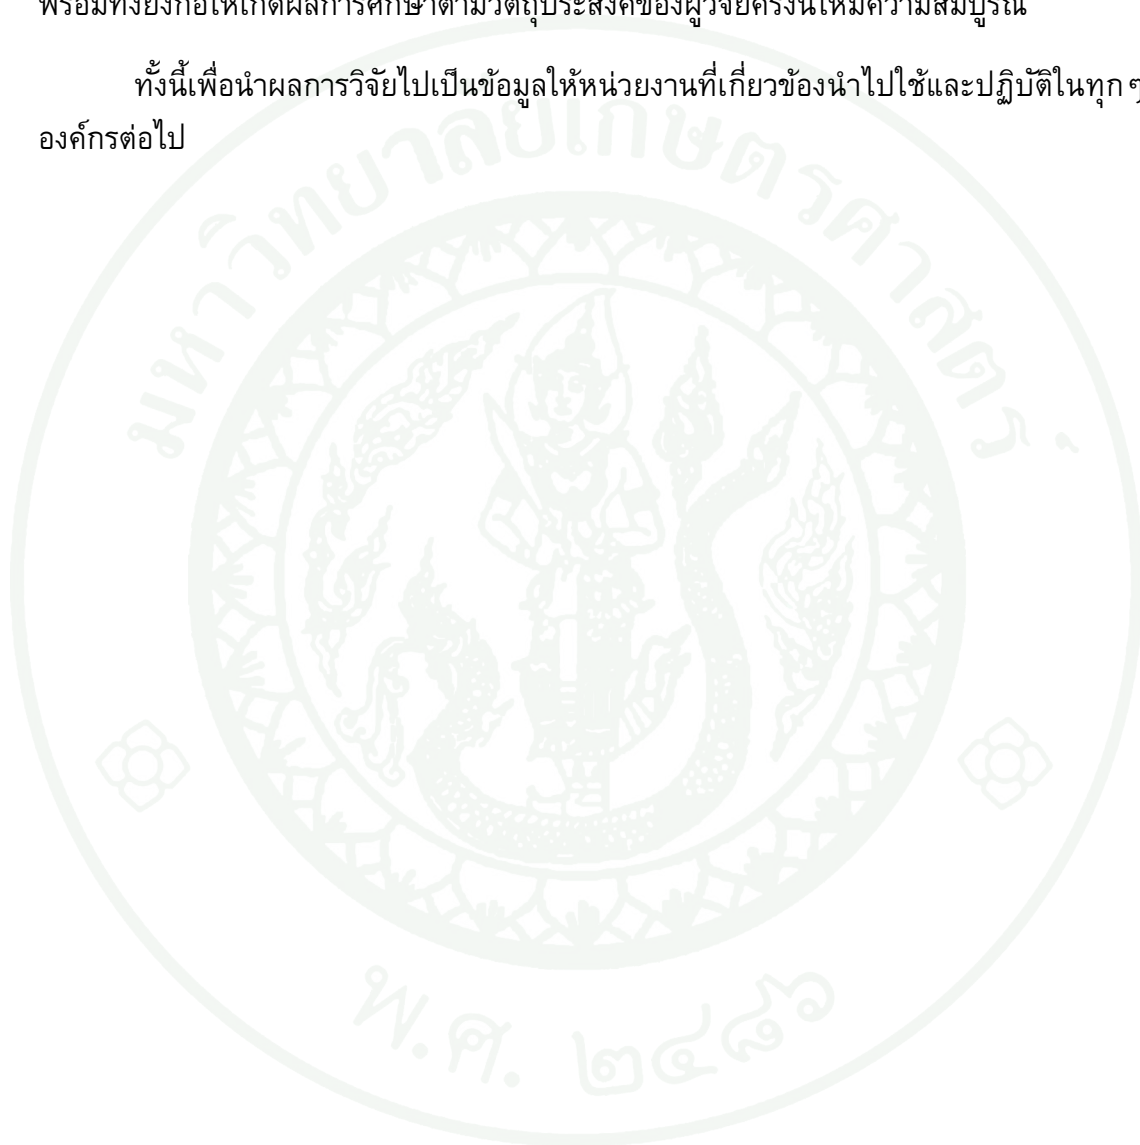 พร้อมทั้งยังก่อให้เกิดผลการศึกษาตามวัตถุประสงค์ของผู้วิจัยครั้งนี้ให้มีความสมบูรณ์
ทั้งนี้เพื่อนำผลการวิจัยไปเป็นข้อมูลให้หน่วยงานที่เกี่ยวข้องนำไปใช้และปฏิบัติในทุก ๆ
องค์กรต่อไป
มหาวิทยาลัยเกษตรศาสตร์
พ.ศ. ๒๔๘๖